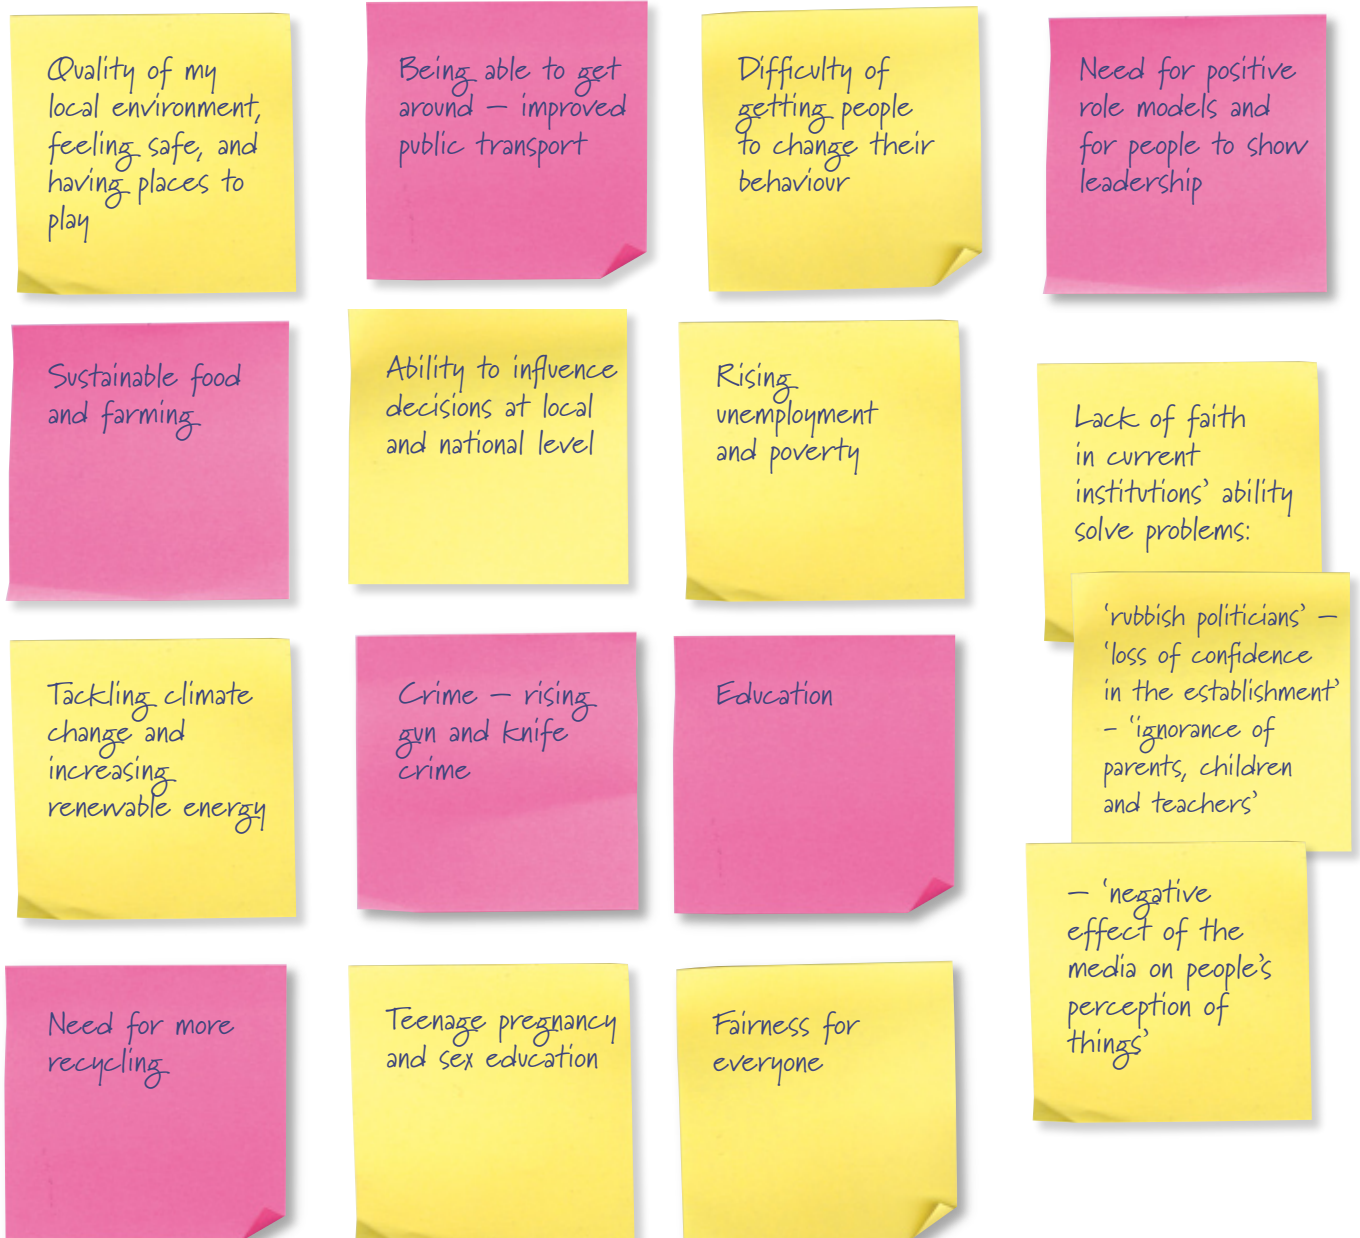 Quality of my
local environment,
feeling safe, and
having places to
play
Being able to get
around – improved
public transport
Difficulty of
getting people
to change their
behaviour
Need for positive
role models and
for people to show
leadership
Sustainable food
and farming
Ability to influence
decisions at local
and national level
Rising
unemployment
and poverty
Lack of faith
in current
institutions’ ability
solve problems:
‘rubbish politicians’ –
‘loss of confidence
in the establishment’
– ‘ignorance of
parents, children
and teachers’
– ‘negative
effect of the
media on people’s
perception of
things’
Tackling climate
change and
increasing
renewable energy
Crime – rising
gun and knife
crime
Education
Need for more
recycling
Teenage pregnancy
and sex education
Fairness for
everyone